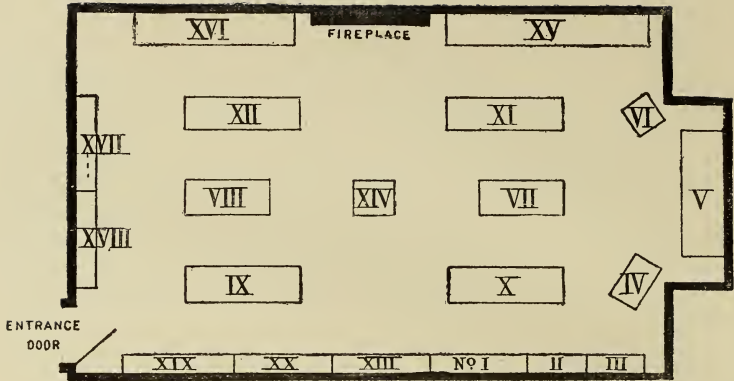 XVI
FIREPLACE
XV
XII
XI
VI
XVII
VIII
XIV
VII
V
XVIII
IX
X
IV
ENTRANCE
DOOR
XIX
XX
XIII
Nº I
II
III